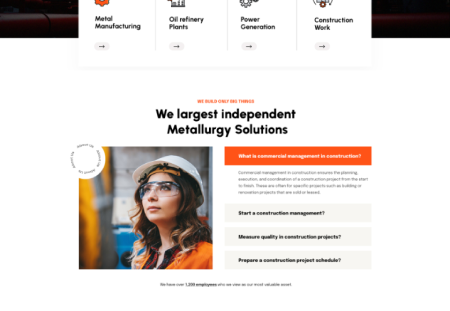 Metal
Manufacturing
Oil refinery
Plants
Power
Generation
Construction
Work
WE BUILD ONLY BIG THINGS
We largest independent
Metallurgy Solutions
What is commercial management in construction?
Commercial management in construction ensures the planning,
execution, and coordination of a construction project from the start
to finish. These are often for specific projects such as building or
renovation projects that are sold or leased.
Start a construction management?
Measure quality in construction projects?
Prepare a construction project schedule?
We have over 1,200 employees who we view as our most valuable asset.